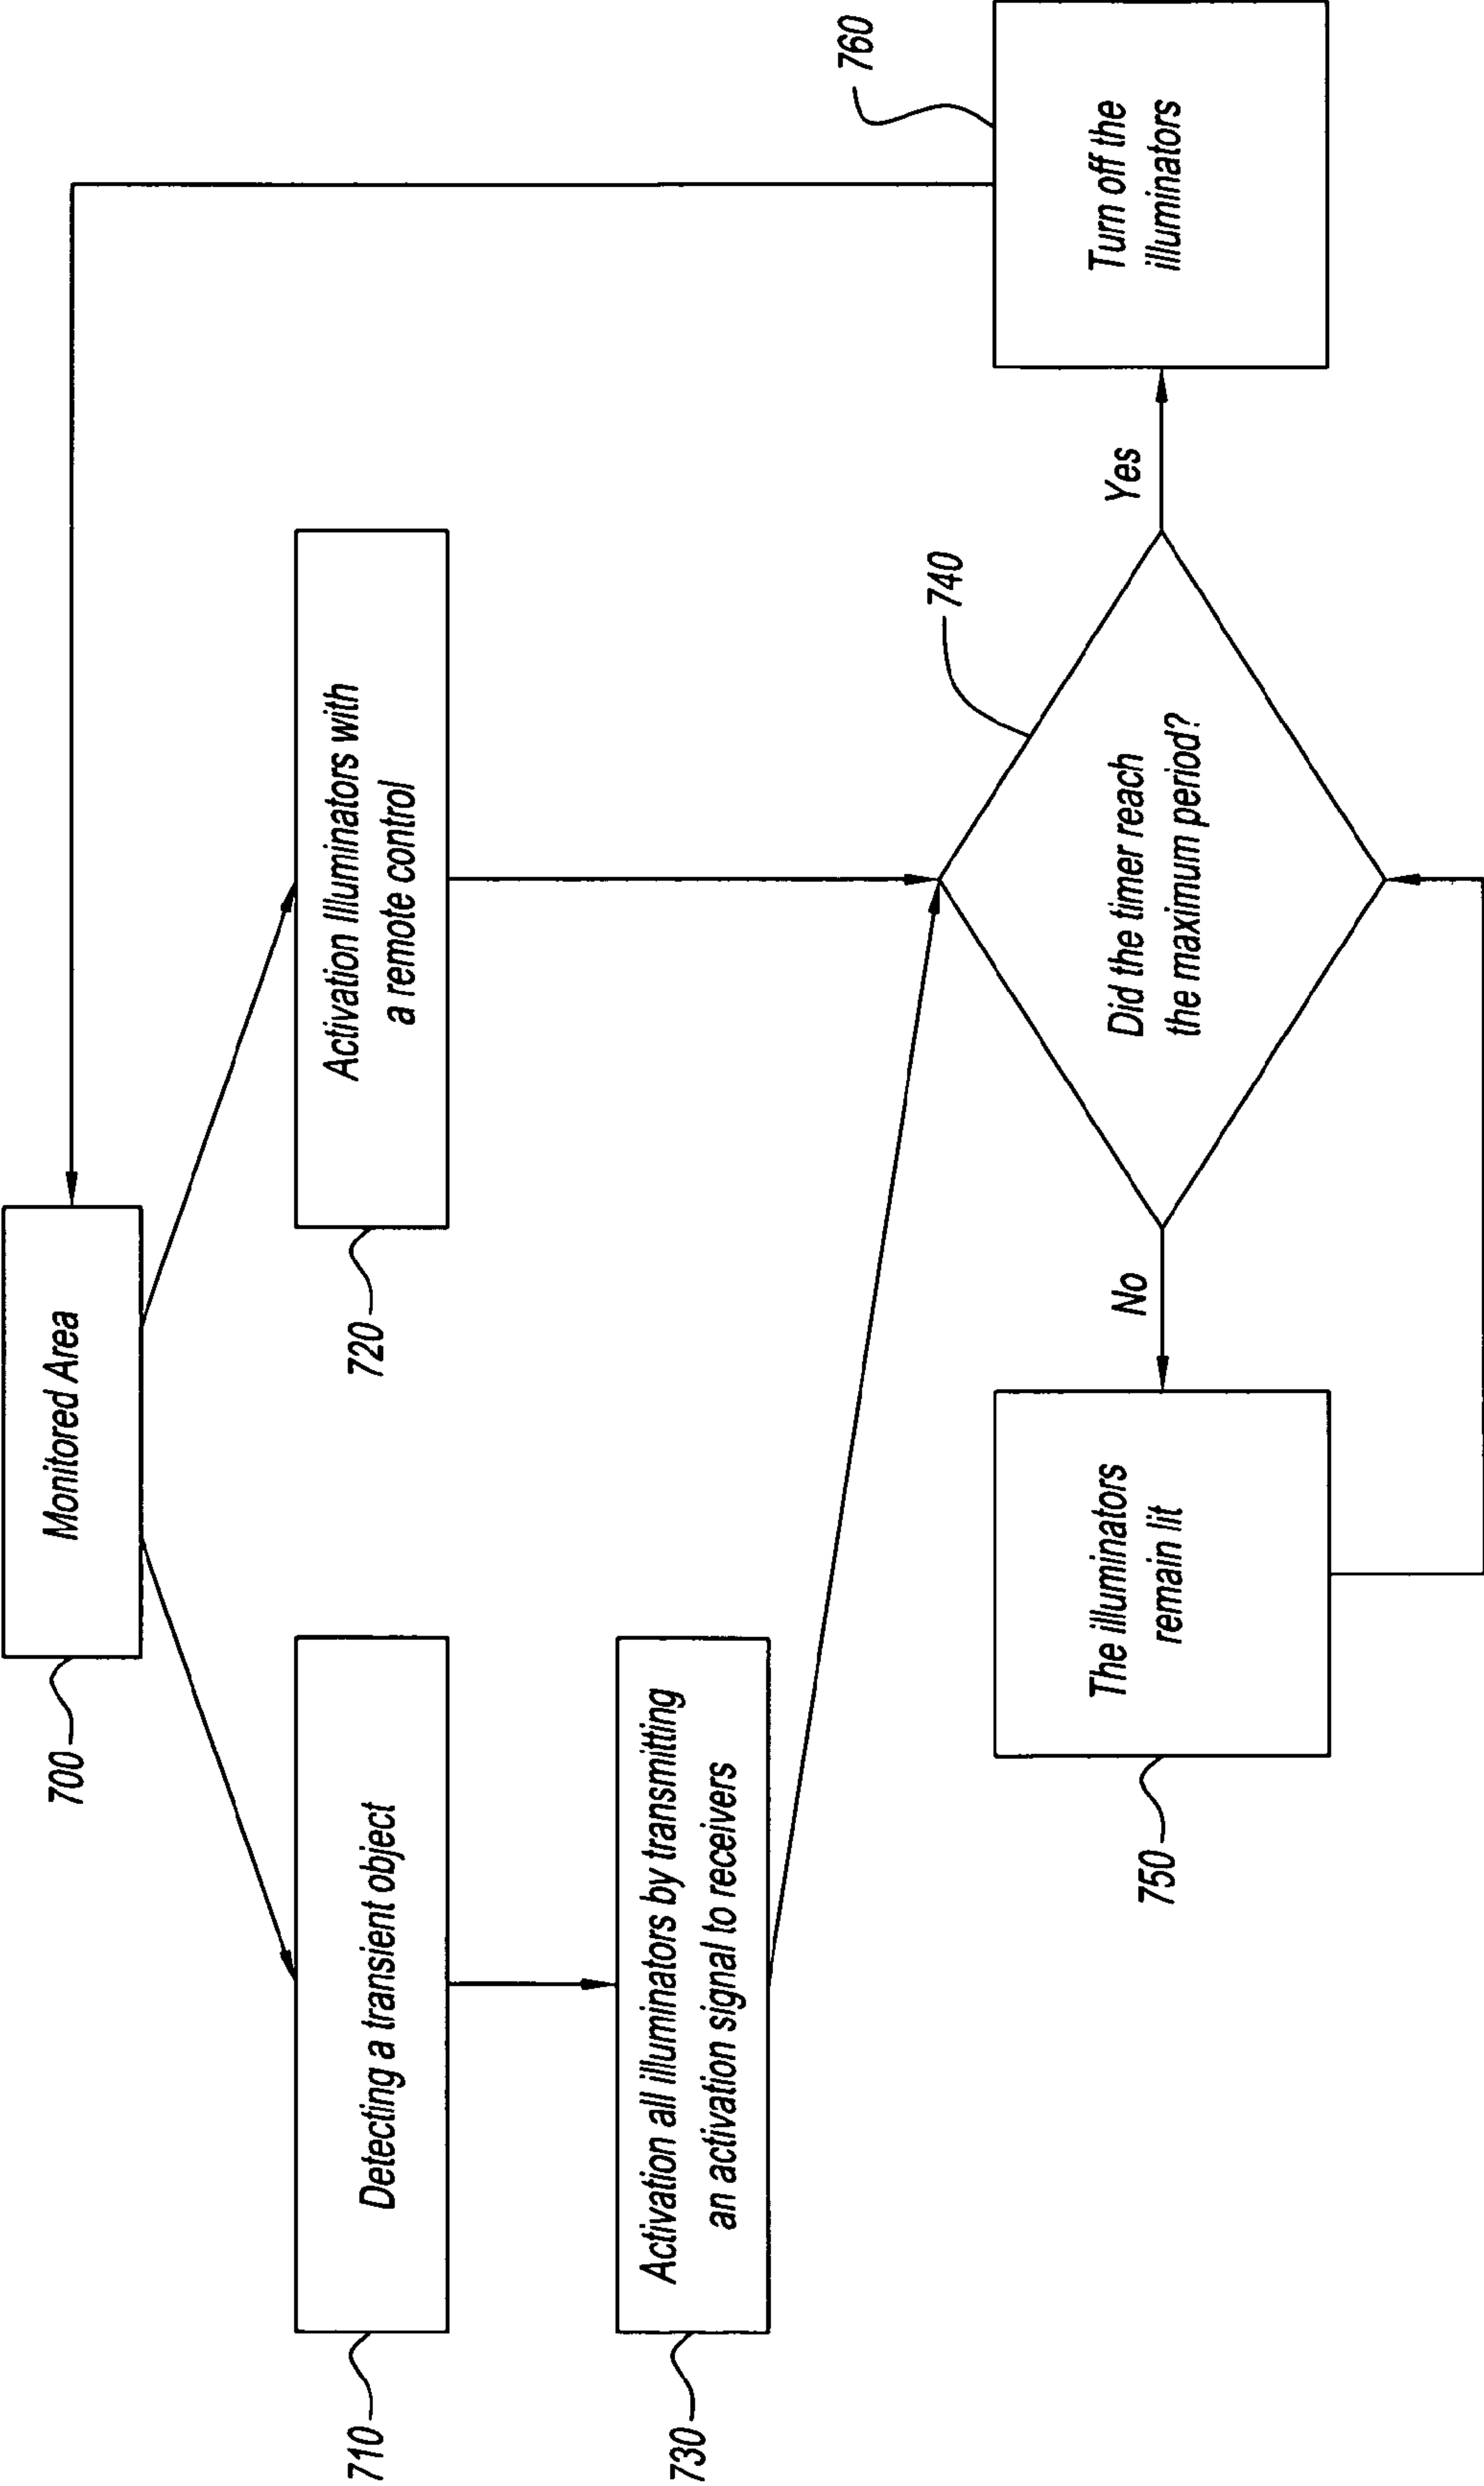 700
Monitored Area
710
Detecting a transient object
720
Activation Illuminators with
a remote control
730
Activation all illuminators by transmitting
an activation signal to receivers
740
Did the timer reach
the maximum period?
No
Yes
750
The illuminators
remain lit
760
Turn off the
illuminators